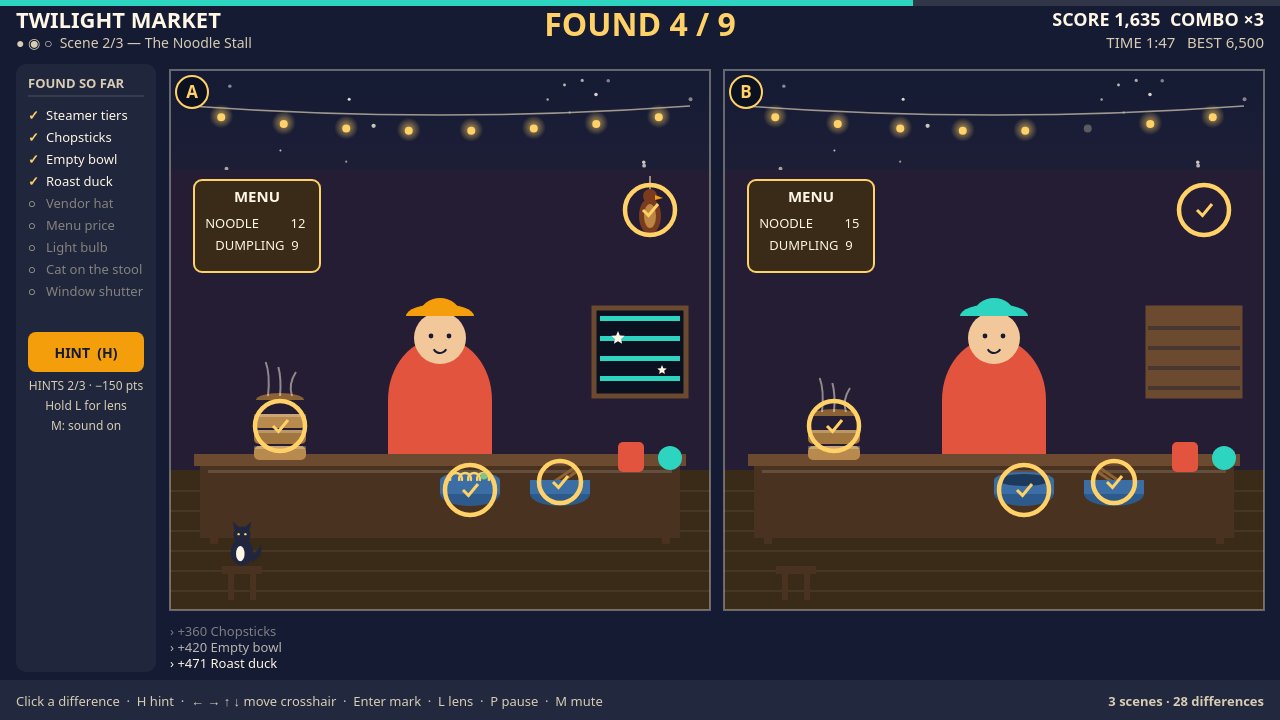 TWILIGHT MARKET
● ◉ ○ Scene 2/3 — The Noodle Stall
FOUND 4 / 9
SCORE 1,635 COMBO ×3
TIME 1:47 BEST 6,500
FOUND SO FAR
✓ Steamer tiers
✓ Chopsticks
✓ Empty bowl
✓ Roast duck
○ Vendor hat
○ Menu price
○ Light bulb
○ Cat on the stool
○ Window shutter
HINT (H)
HINTS 2/3 · −150 pts
Hold L for lens
M: sound on
A
MENU
NOODLE 12
DUMPLING 9
B
MENU
NOODLE 15
DUMPLING 9
› +360 Chopsticks
› +420 Empty bowl
› +471 Roast duck
Click a difference · H hint · ← → ↑ ↓ move crosshair · Enter mark · L lens · P pause · M mute
3 scenes · 28 differences